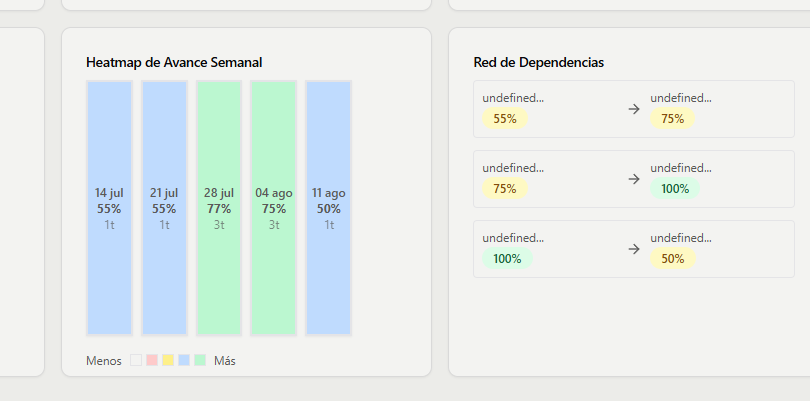 Heatmap de Avance Semanal
14 jul
55%
1t
21 jul
55%
1t
28 jul
77%
3t
04 ago
75%
3t
11 ago
50%
1t
Menos
Más
Red de Dependencias
undefined...
55%
undefined...
75%
undefined...
75%
undefined...
100%
undefined...
100%
undefined...
50%